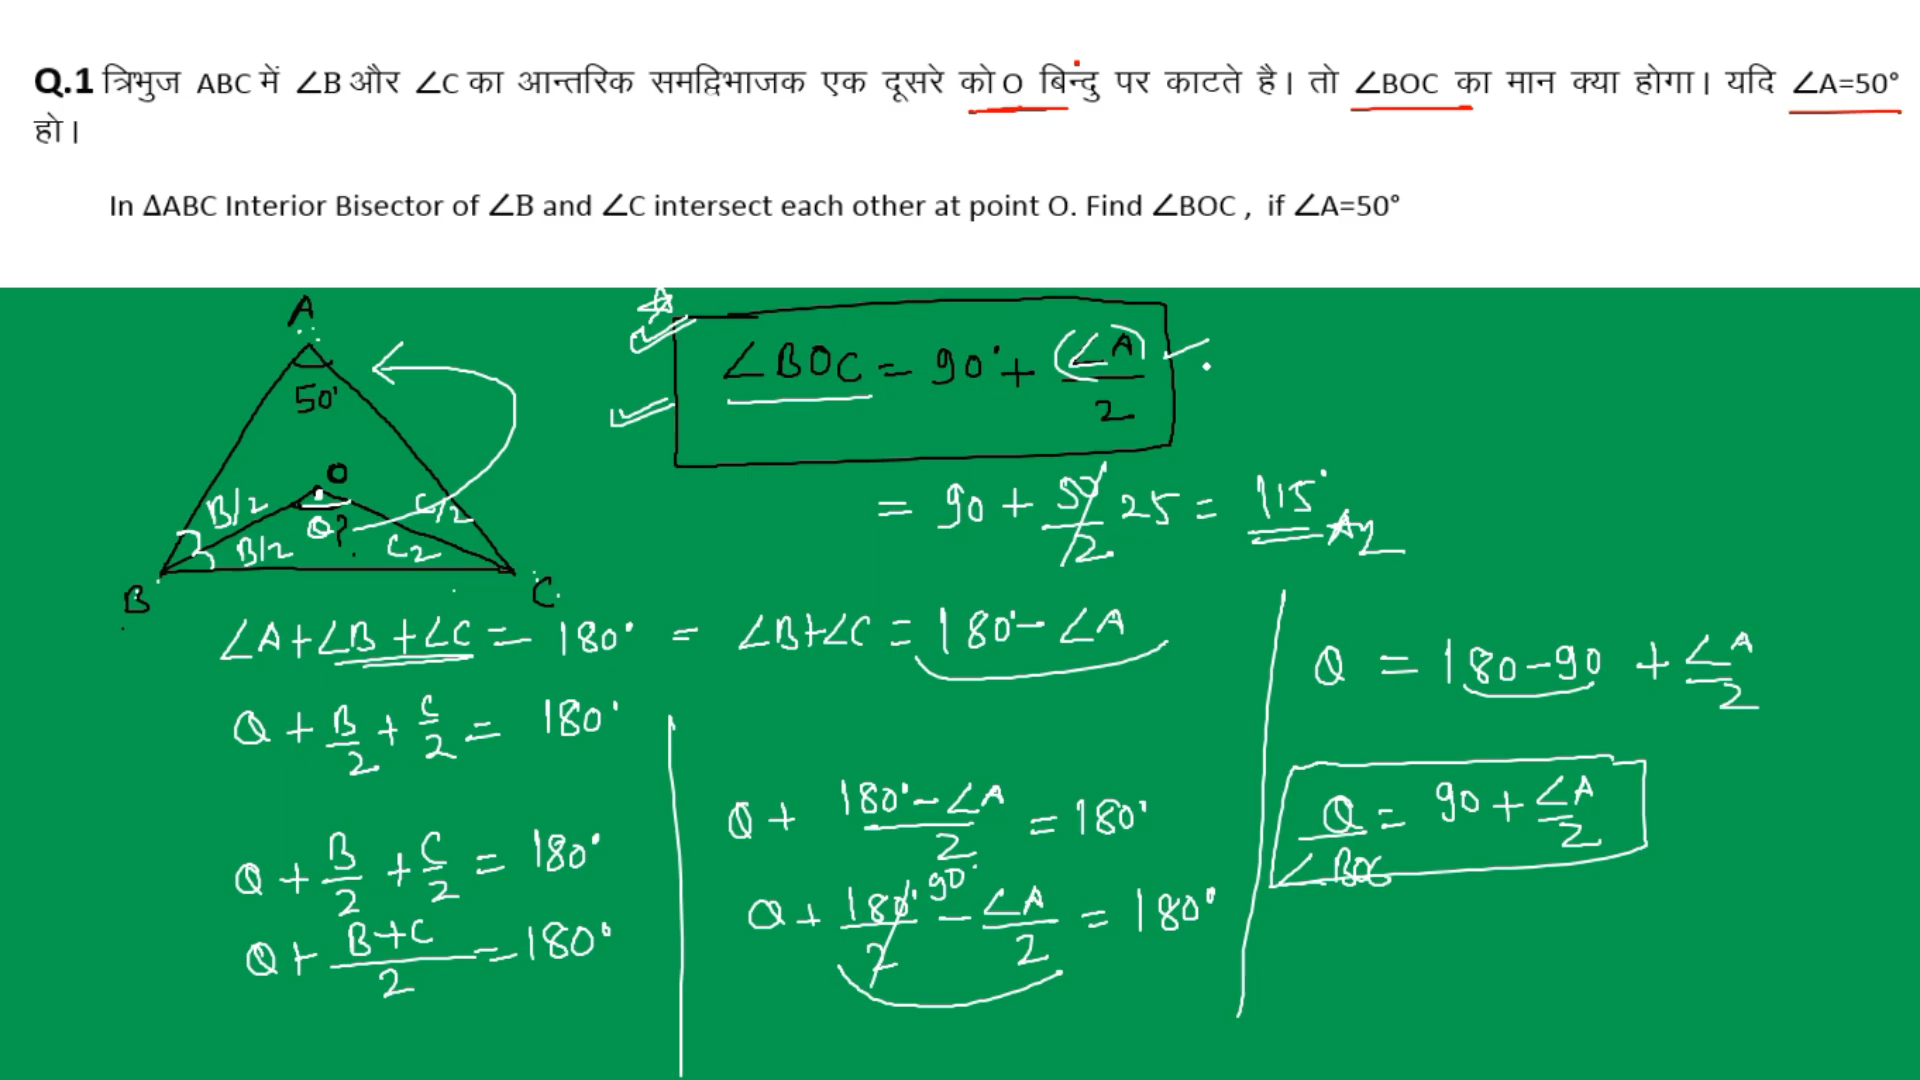 Q.1 त्रिभुज ABC में ∠B और ∠C का आन्तरिक समद्विभाजक एक दूसरे को O बिन्दु पर काटते है। तो ∠BOC का मान क्या होगा। यदि ∠A=50°
हो।
In ΔABC Interior Bisector of ∠B and ∠C intersect each other at point O. Find ∠BOC , if ∠A=50°
A
50°
O
B/2
C/2
B/2
Q?
C2
B
C
∠BOC = 90° + (∠A)/2
= 90 + 50/2 25 = 115°
∠A+∠B+∠C = 180° = ∠B+∠C = 180°-∠A
Q + B/2 + C/2 = 180°
Q + B/2 + C/2 = 180°
Q + B+C/2 = 180°
Q + 180°-∠A/2 = 180°
Q + 180°/2 90° - ∠A/2 = 180°
Q = 180-90 + ∠A/2
Q = 90 + ∠A/2
∠BOC